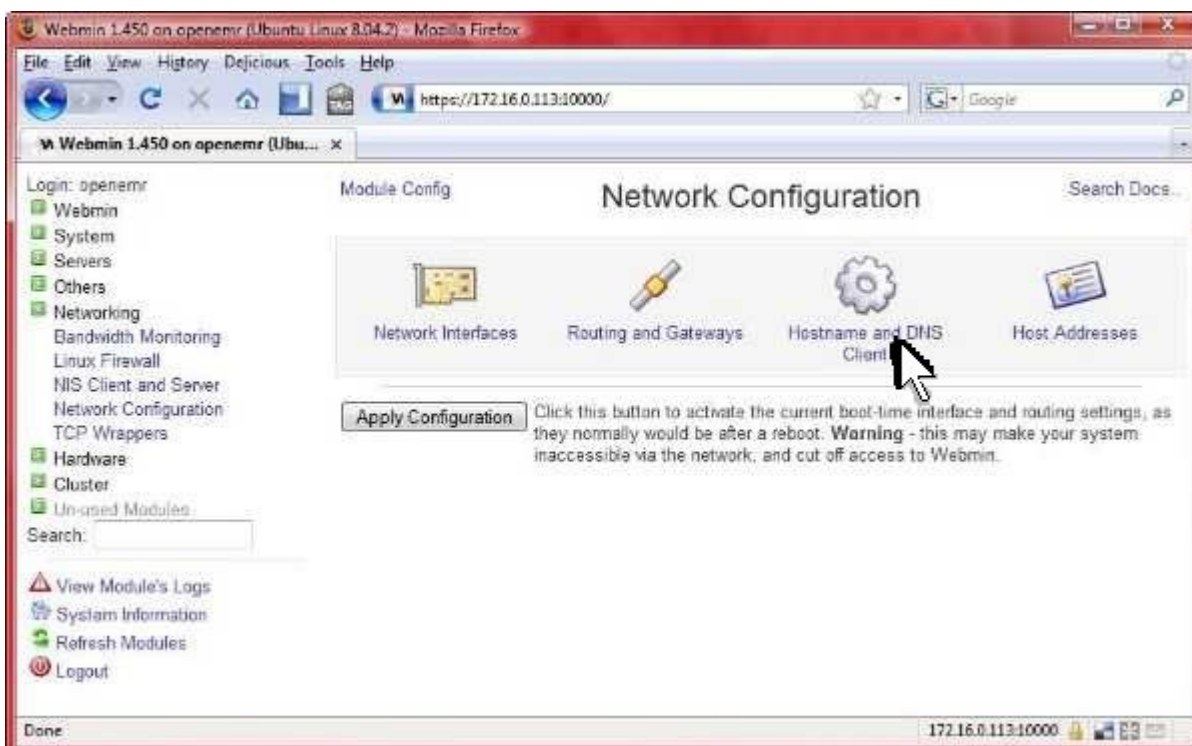 Webmin 1.450 on openemr (Ubuntu Linux 8.04.2) - Mozilla Firefox
File Edit View History Delicious Tools Help
https://172.16.0.113:10000/
Google
Webmin 1.450 on openemr (Ubu...
Login: openemr
Webmin
System
Servers
Others
Networking
Bandwidth Monitoring
Linux Firewall
NIS Client and Server
Network Configuration
TCP Wrappers
Hardware
Cluster
Un-used Modules
Search:
View Module's Logs
System Information
Refresh Modules
Logout
Module Config
Network Configuration
Search Docs..
Network Interfaces
Routing and Gateways
Hostname and DNS
Client
Host Addresses
Apply Configuration
Click this button to activate the current boot-time interface and routing settings, as
they normally would be after a reboot. Warning - this may make your system
inaccessible via the network, and cut off access to Webmin.
Done
172.16.0.113:10000